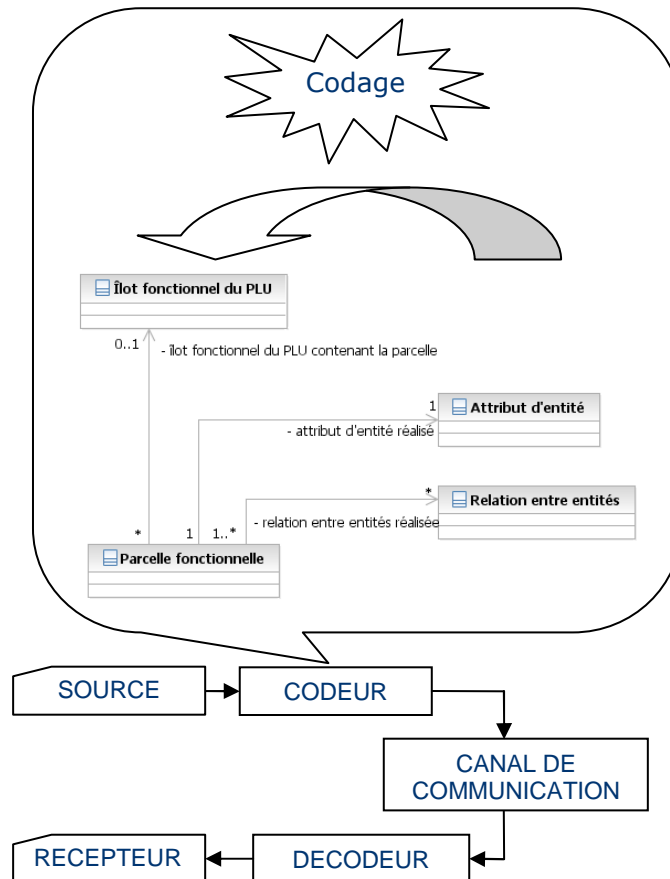 Codage
Îlot fonctionnel du PLU
0..1
- îlot fonctionnel du PLU contenant la parcelle
1
Attribut d'entité
- attribut d'entité réalisé
*
Relation entre entités
- relation entre entités réalisée
*
1
1..*
Parcelle fonctionnelle
SOURCE
CODEUR
CANAL DE
COMMUNICATION
RECEPTEUR
DECODEUR